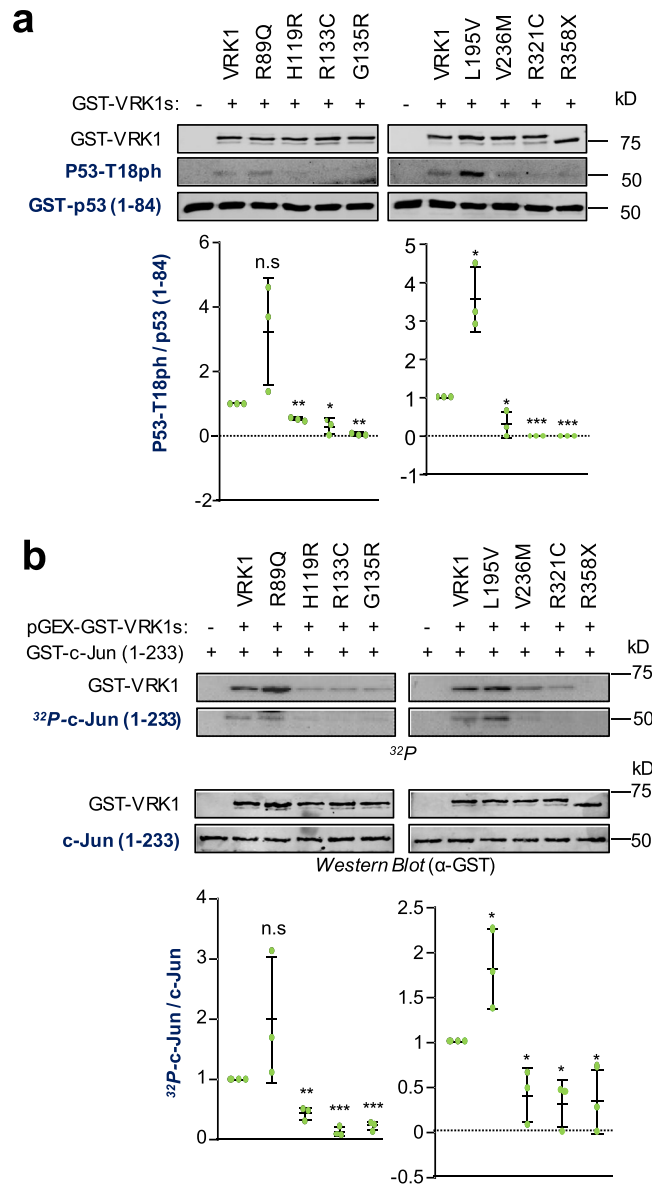 a
VRK1 R89Q H119R R133C G135R VRK1 L195V V236M R321C R358X
GST-VRK1s: - + + + + + - + + + + + kD
GST-VRK1 75
P53-T18ph 50
GST-p53 (1-84) 50
P53-T18ph / p53 (1-84)
6
4
2
0
-2
n.s
**
*
**
5
4
3
2
1
0
-1
*
*
***
***
b
VRK1 R89Q H119R R133C G135R VRK1 L195V V236M R321C R358X
pGEX-GST-VRK1s: - + + + + + - + + + + +
GST-c-Jun (1-233) + + + + + + + + + + + + kD
GST-VRK1 75
32P-c-Jun (1-233) 50
32P
kD
GST-VRK1 75
c-Jun (1-233) 50
Western Blot (α-GST)
32P-c-Jun / c-Jun
4
3
2
1
0
n.s
**
***
***
2.5
2
1.5
1
0.5
0
-0.5
*
*
*
*